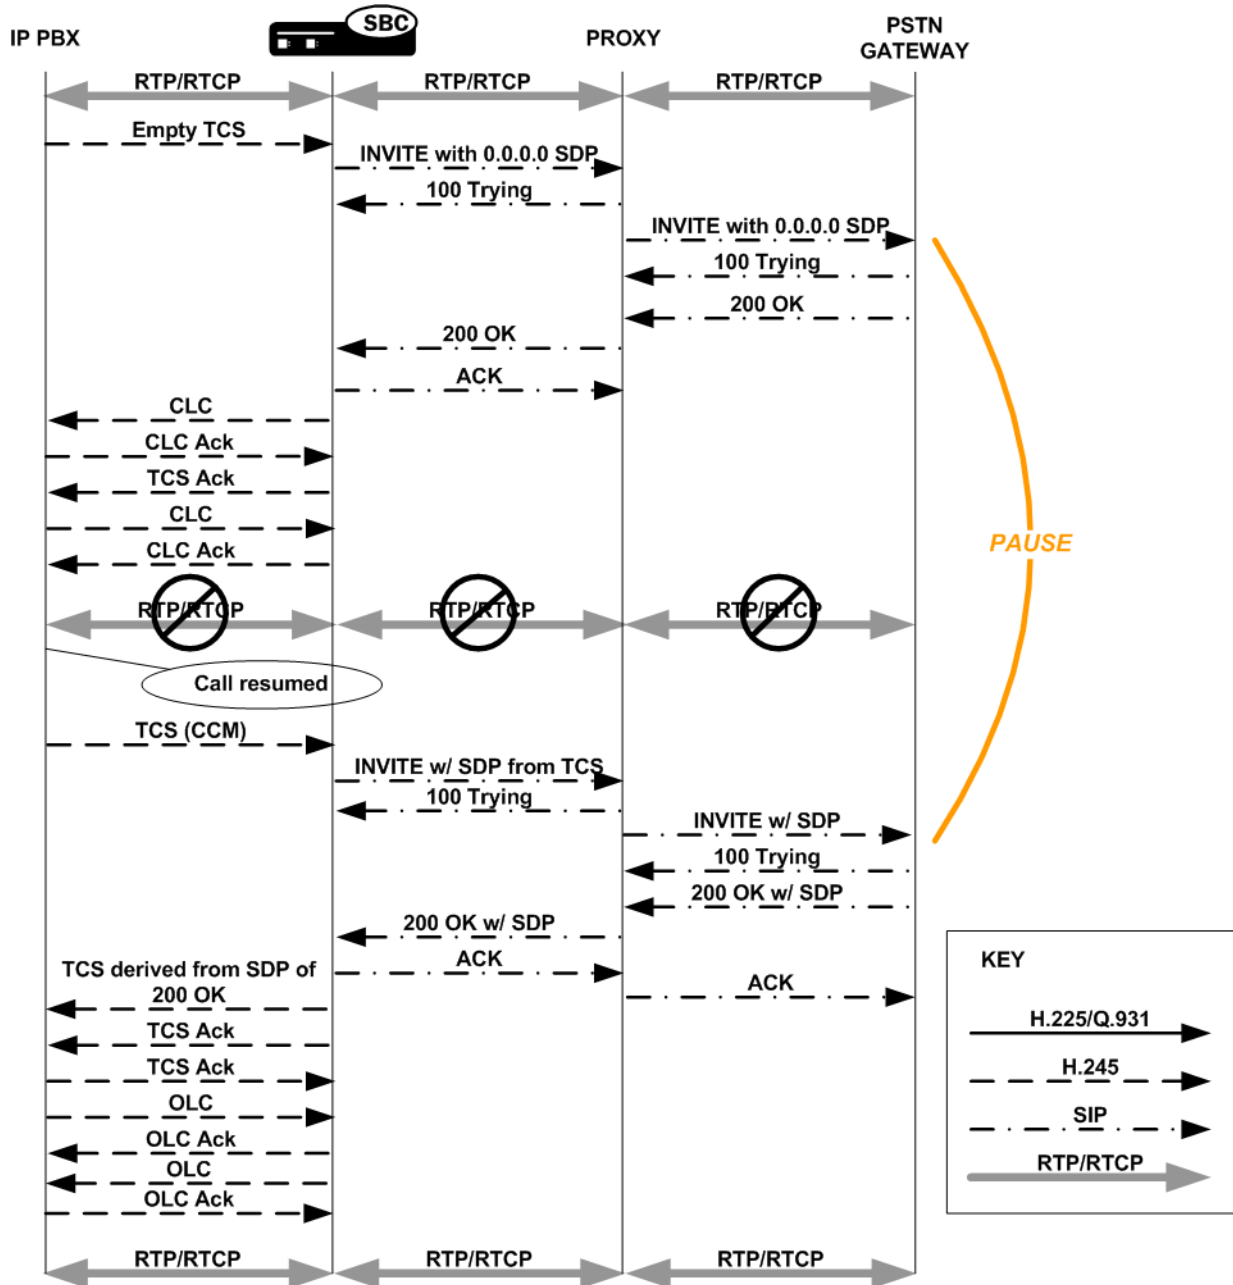 IP PBX
SBC
PROXY
PSTN
GATEWAY
RTP/RTCP
RTP/RTCP
RTP/RTCP
Empty TCS
INVITE with 0.0.0.0 SDP
100 Trying
INVITE with 0.0.0.0 SDP
100 Trying
200 OK
200 OK
ACK
CLC
CLC Ack
TCS Ack
CLC
PAUSE
CLC Ack
RTP/RTCP
RTP/RTCP
RTP/RTCP
Call resumed
TCS (CCM)
INVITE w/ SDP from TCS
100 Trying
INVITE w/ SDP
100 Trying
200 OK w/ SDP
200 OK w/ SDP
ACK
TCS derived from SDP of
200 OK
ACK
TCS Ack
TCS Ack
OLC
OLC Ack
OLC
OLC Ack
RTP/RTCP
RTP/RTCP
RTP/RTCP
KEY
H.225/Q.931
H.245
SIP
RTP/RTCP